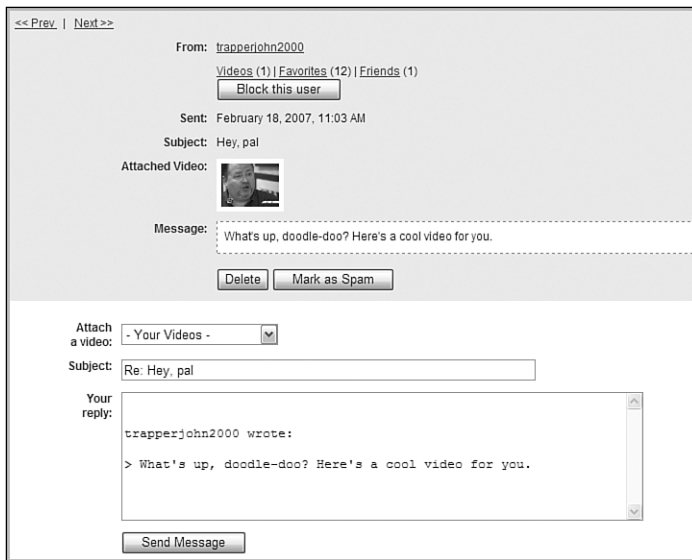 << Prev | Next >>
From: trapperjohn2000
Videos (1) | Favorites (12) | Friends (1)
Block this user
Sent: February 18, 2007, 11:03 AM
Subject: Hey, pal
Attached Video:
Message: What's up, doodle-doo? Here's a cool video for you.
Delete Mark as Spam
Attach
a video: - Your Videos -
Subject: Re: Hey, pal
Your
reply:
trapperjohn2000 wrote:
> What's up, doodle-doo? Here's a cool video for you.
Send Message